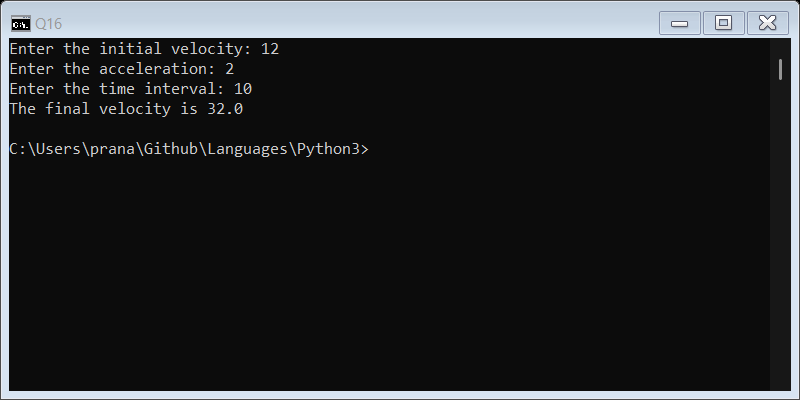 Q16
Enter the initial velocity: 12
Enter the acceleration: 2
Enter the time interval: 10
The final velocity is 32.0
C:\Users\prana\Github\Languages\Python3>